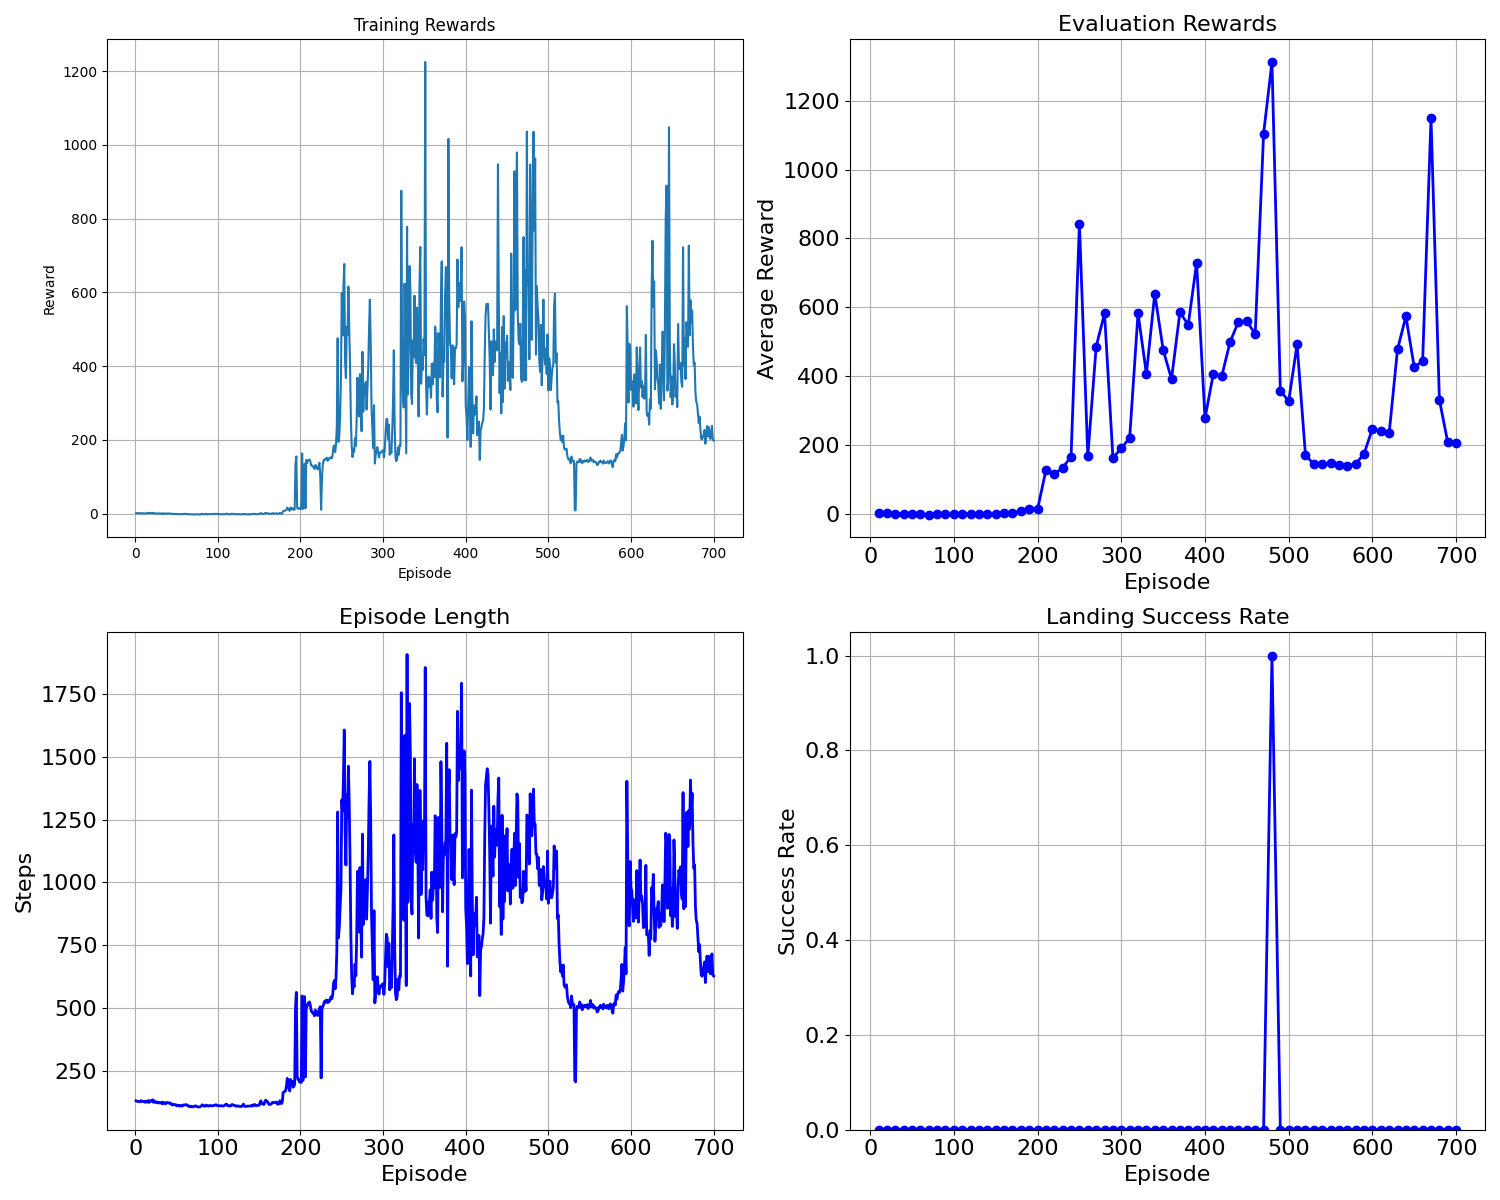 Training Rewards
1200
1000
800
600
400
200
0
Reward
0 100 200 300 400 500 600 700
Episode
Evaluation Rewards
1200
1000
800
600
400
200
0
Average Reward
0 100 200 300 400 500 600 700
Episode
Episode Length
1750
1500
1250
1000
750
500
250
Steps
0 100 200 300 400 500 600 700
Episode
Landing Success Rate
1.0
0.8
0.6
0.4
0.2
0.0
Success Rate
0 100 200 300 400 500 600 700
Episode